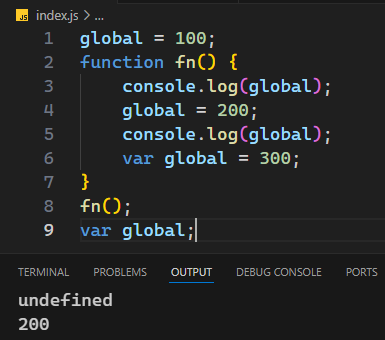 JS index.js > ...
1 global = 100;
2 function fn() {
3 console.log(global);
4 global = 200;
5 console.log(global);
6 var global = 300;
7 }
8 fn();
9 var global;
TERMINAL PROBLEMS OUTPUT DEBUG CONSOLE PORTS
undefined
200